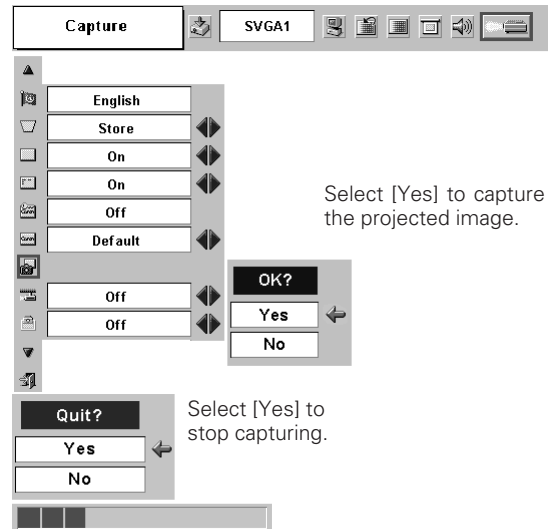 Capture
SVGA1
English
Store
On
On
Off
Default
Off
Off
Select [Yes] to capture
the projected image.
OK?
Yes
No
Quit?
Yes
No
Select [Yes] to
stop capturing.